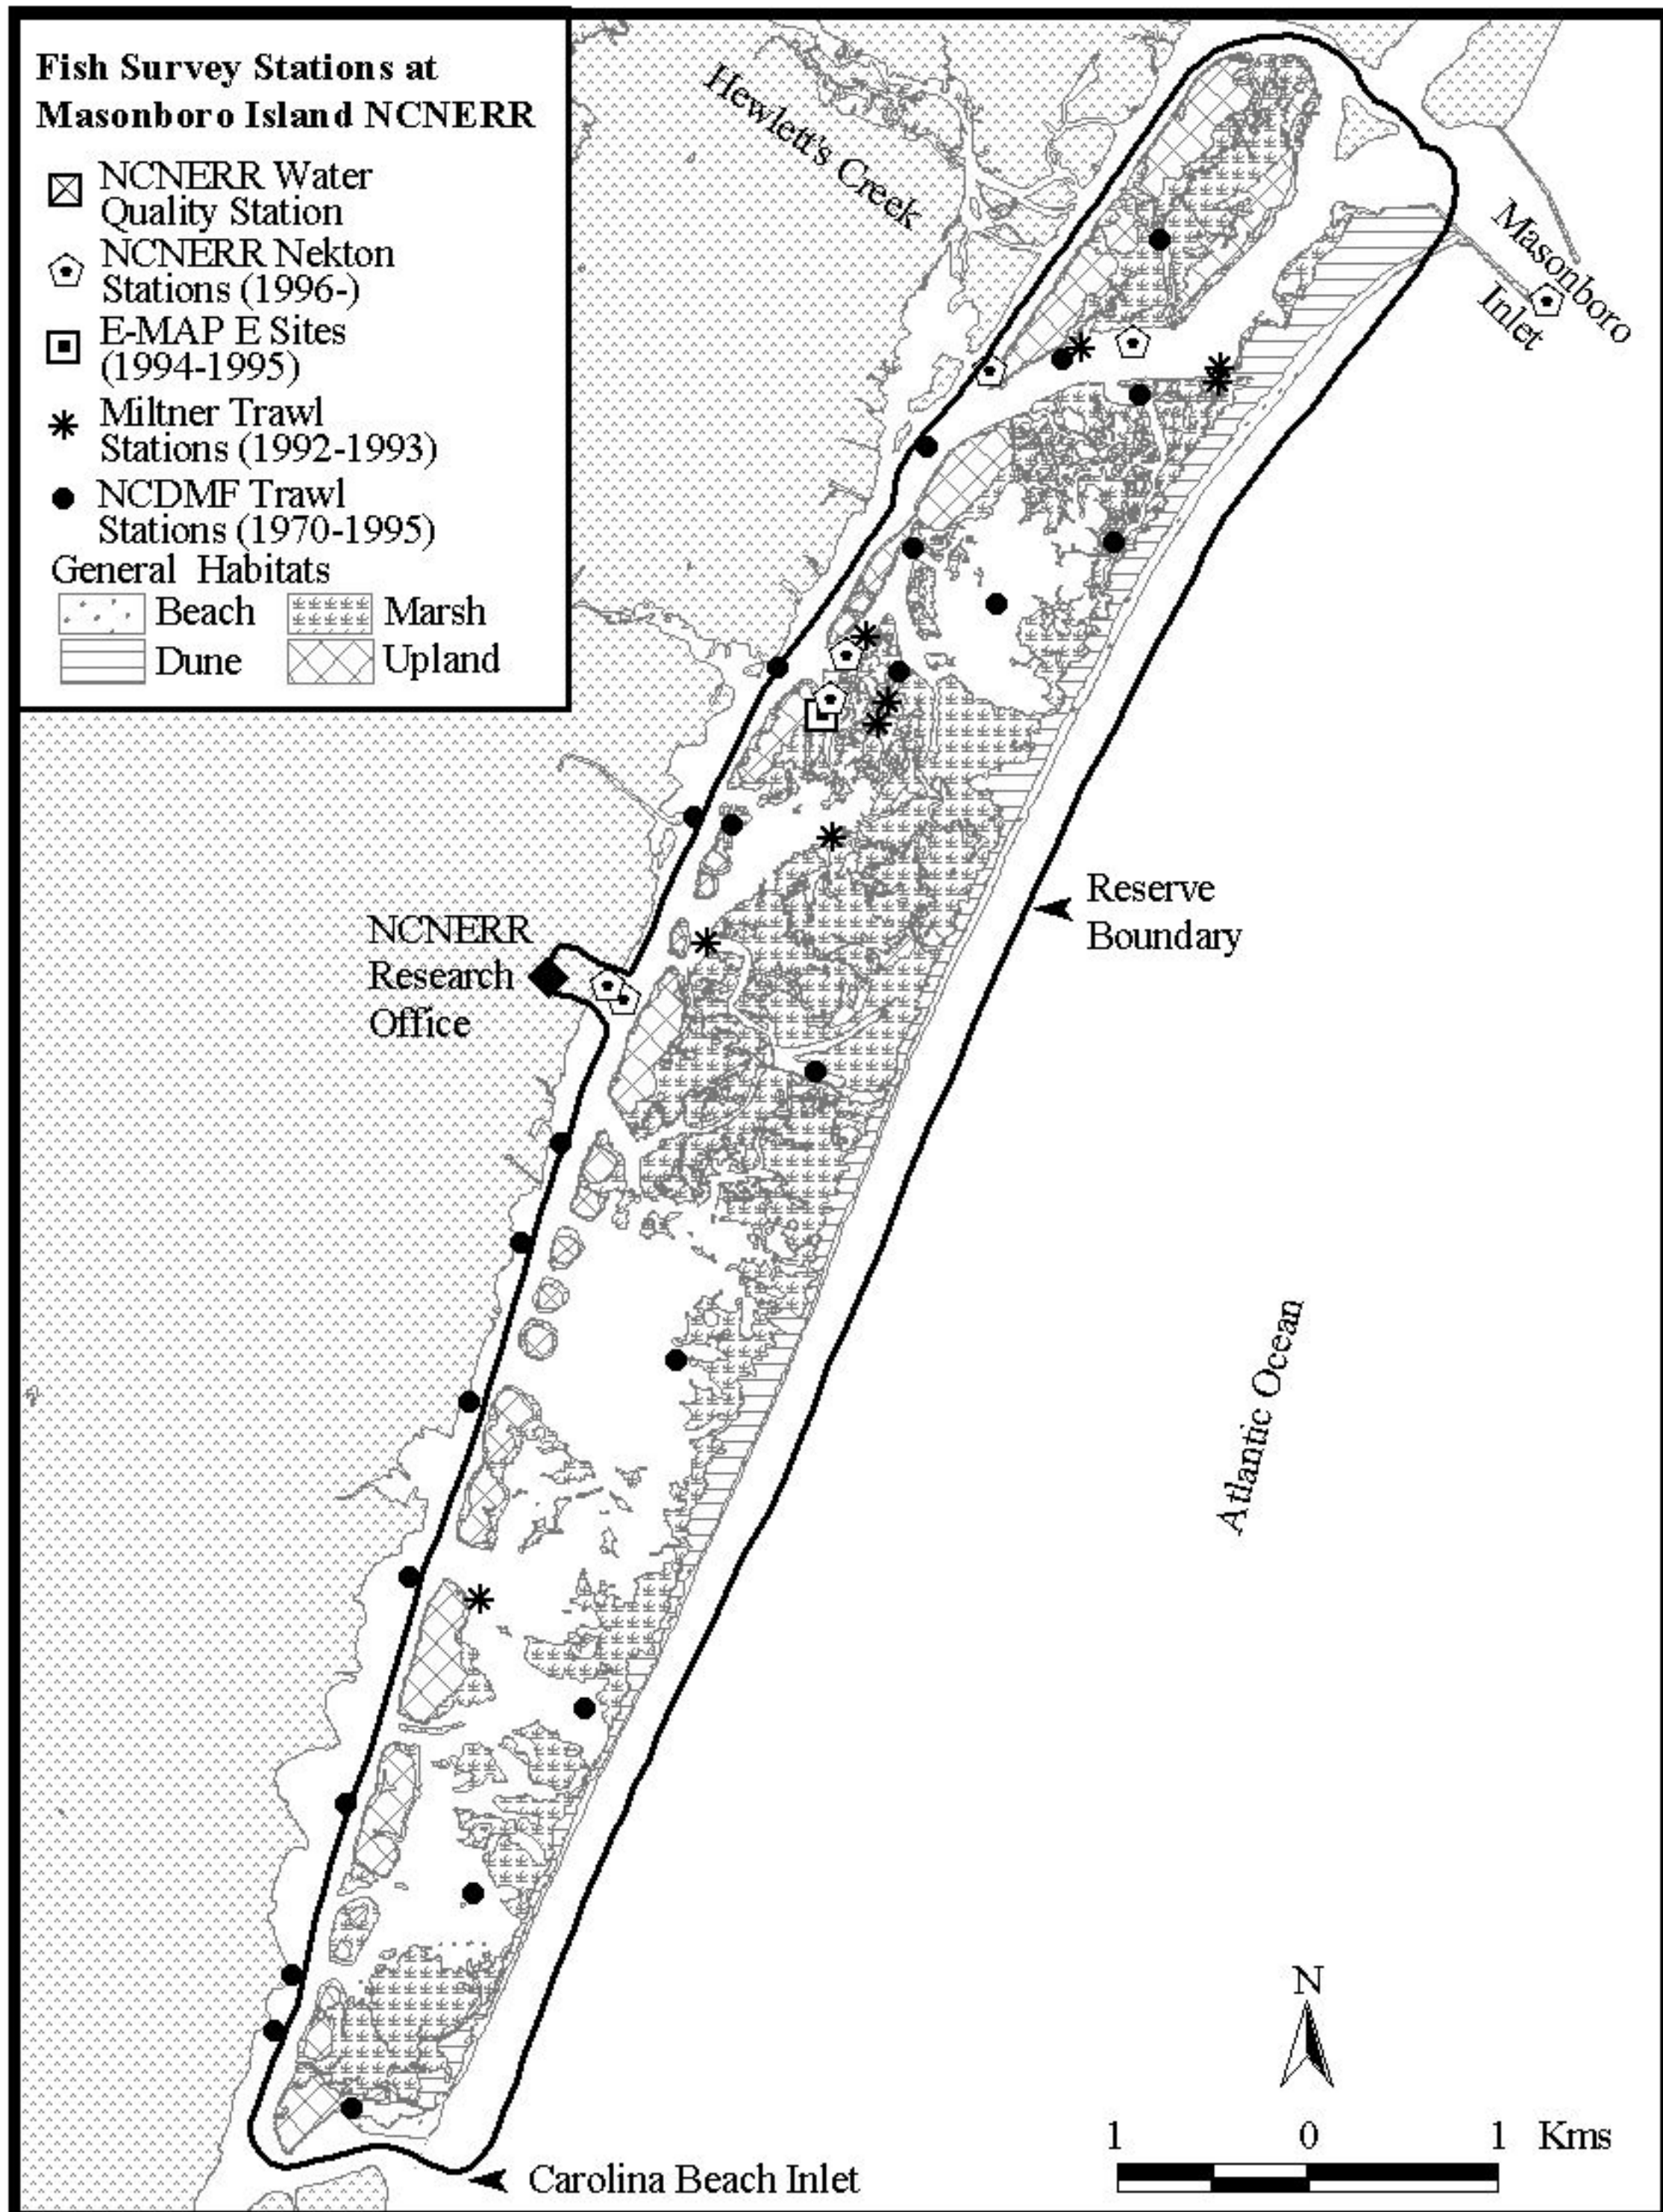 Fish Survey Stations at
Masonboro Island NCNERR
NCNERR Water
Quality Station
NCNERR Nekton
Stations (1996-)
E-MAP E Sites
(1994-1995)
Miltner Trawl
Stations (1992-1993)
NCDMF Trawl
Stations (1970-1995)
General Habitats
Beach
Marsh
Dune
Upland
Hewlett's Creek
Masonboro
Inlet
Reserve
Boundary
NCNERR
Research
Office
Atlantic Ocean
N
1 0 1 Kms
Carolina Beach Inlet